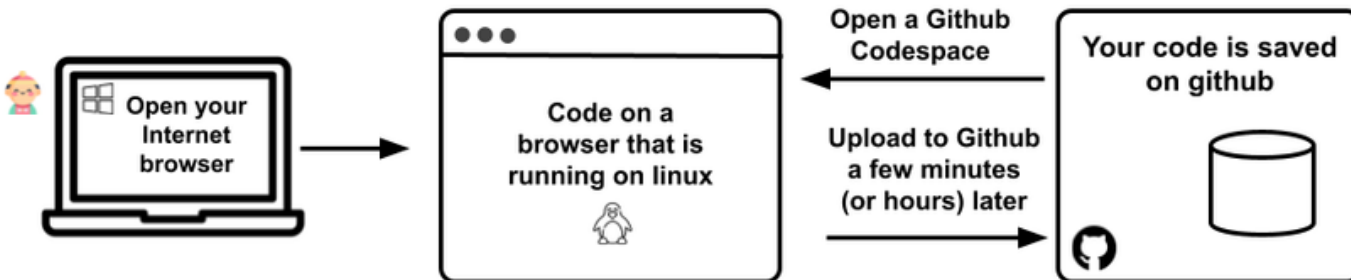 Open your
Internet
browser
Code on a
browser that is
running on linux
Open a Github
Codespace
Upload to Github
a few minutes
(or hours) later
Your code is saved
on github